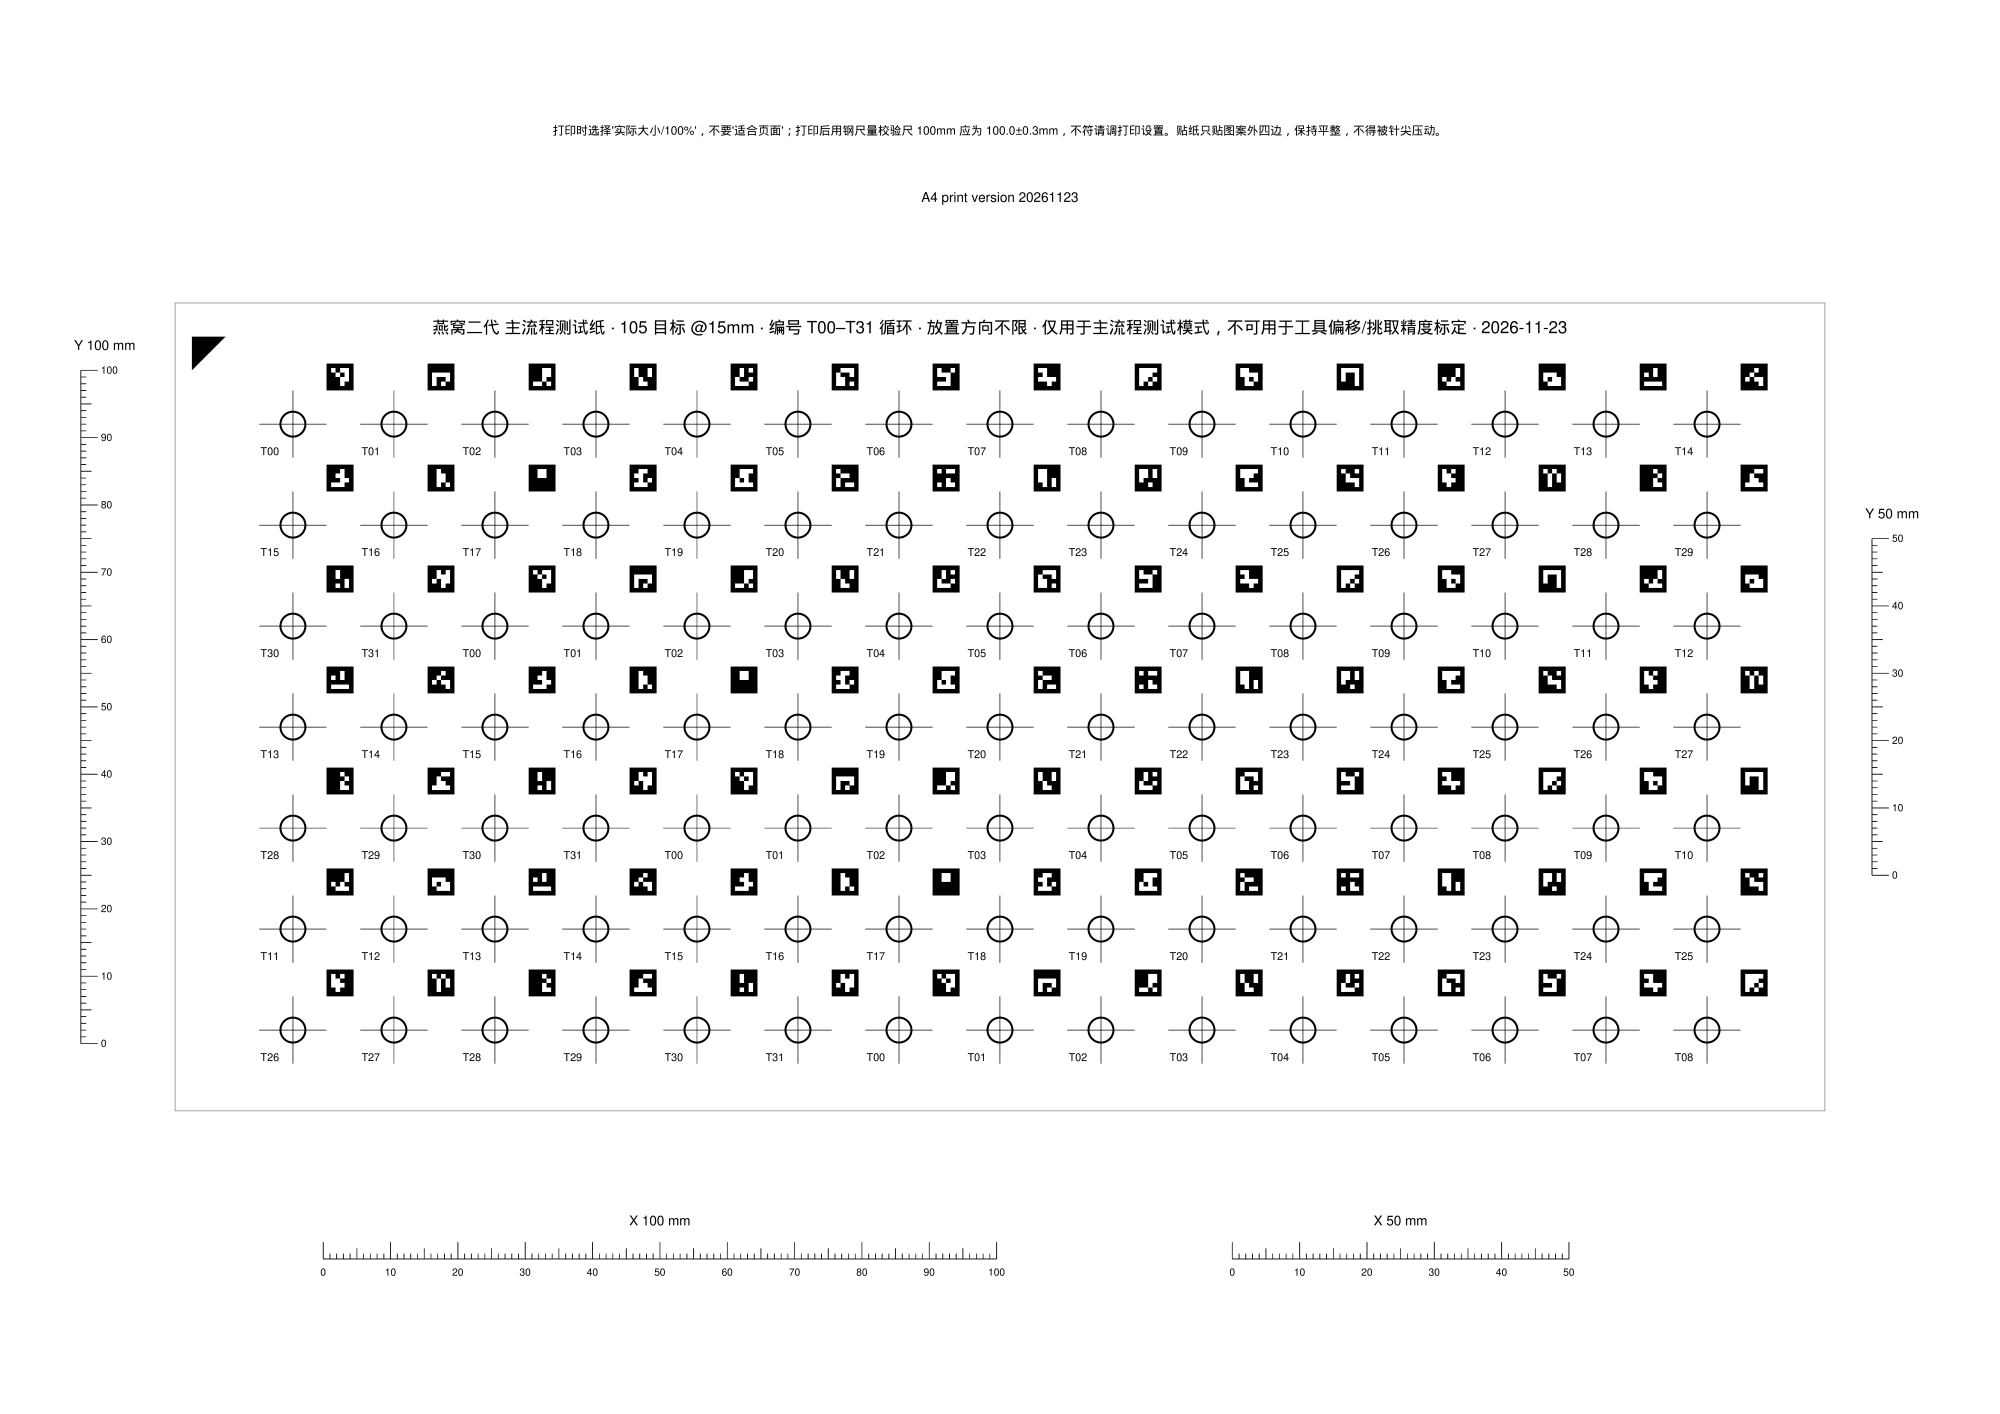 打印时选择'实际大小/100%'，不要'适合页面'；打印后用钢尺量校验尺 100mm 应为 100.0±0.3mm，不符请调打印设置。贴纸只贴图案外四边，保持平整，不得被针尖压动。
A4 print version 20261123
燕窝二代 主流程测试纸 · 105 目标 @15mm · 编号 T00–T31 循环 · 放置方向不限 · 仅用于主流程测试模式，不可用于工具偏移/挑取精度标定 · 2026-11-23
Y 100 mm
100
90
80
70
60
50
40
30
20
10
0
T00 T01 T02 T03 T04 T05 T06 T07 T08 T09 T10 T11 T12 T13 T14
T15 T16 T17 T18 T19 T20 T21 T22 T23 T24 T25 T26 T27 T28 T29
T30 T31 T00 T01 T02 T03 T04 T05 T06 T07 T08 T09 T10 T11 T12
T13 T14 T15 T16 T17 T18 T19 T20 T21 T22 T23 T24 T25 T26 T27
T28 T29 T30 T31 T00 T01 T02 T03 T04 T05 T06 T07 T08 T09 T10
T11 T12 T13 T14 T15 T16 T17 T18 T19 T20 T21 T22 T23 T24 T25
T26 T27 T28 T29 T30 T31 T00 T01 T02 T03 T04 T05 T06 T07 T08
Y 50 mm
50
40
30
20
10
0
X 100 mm
0 10 20 30 40 50 60 70 80 90 100
X 50 mm
0 10 20 30 40 50